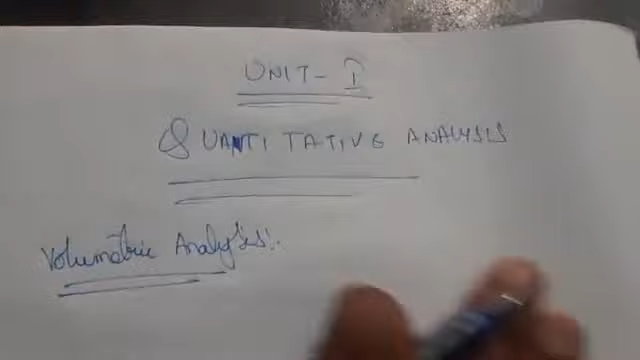 UNIT - I
QUANTITATIVE ANALYSIS
Volumetric Analysis:-